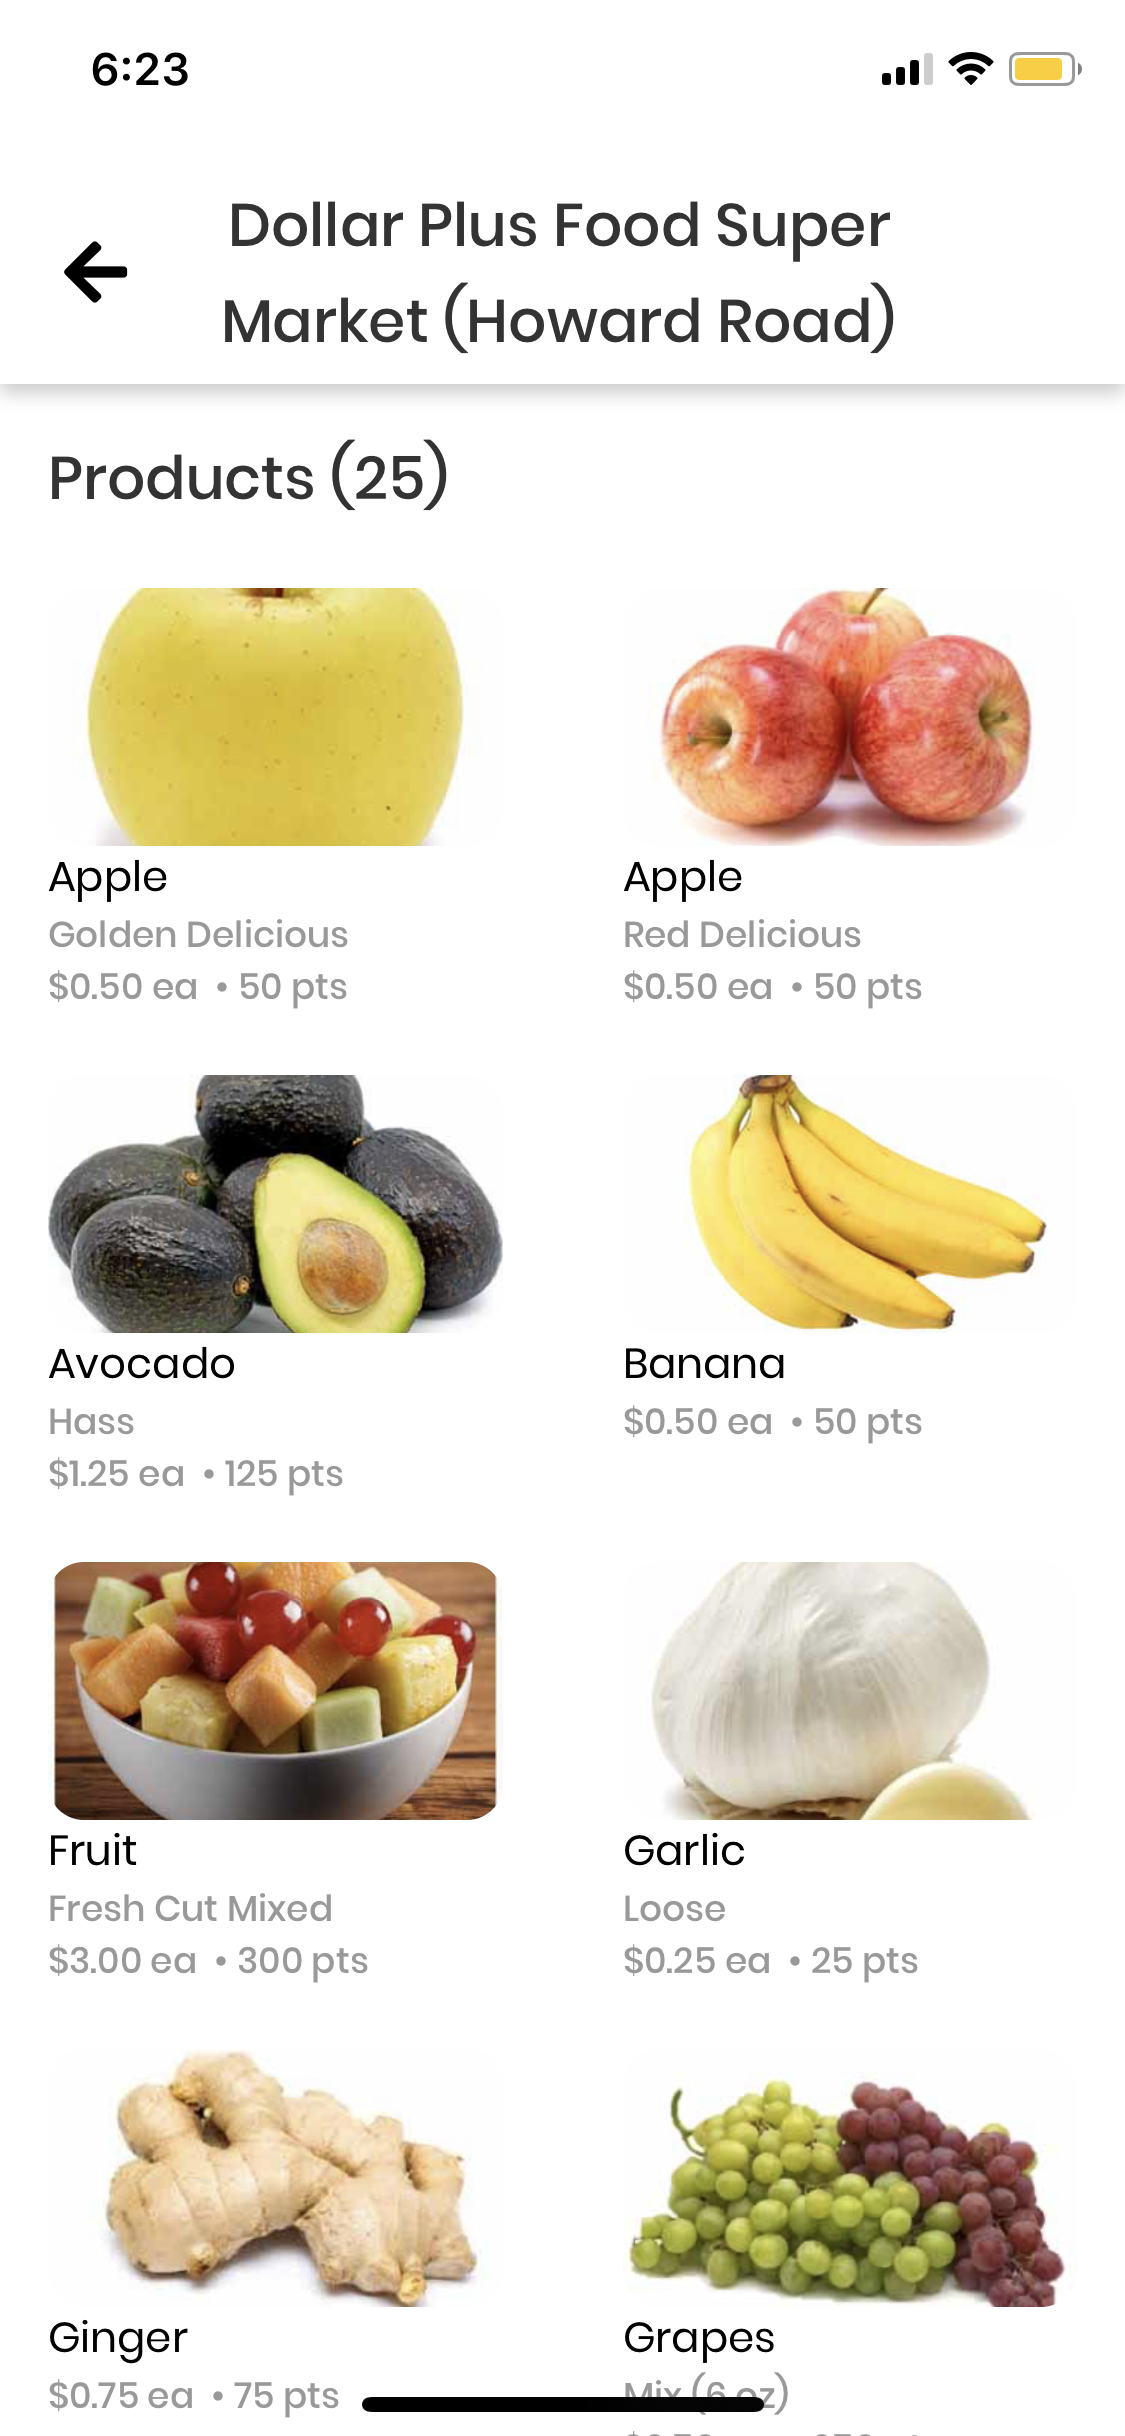 6:23
Dollar Plus Food Super
Market (Howard Road)
Products (25)
Apple
Golden Delicious
$0.50 ea • 50 pts
Apple
Red Delicious
$0.50 ea • 50 pts
Avocado
Hass
$1.25 ea • 125 pts
Banana
$0.50 ea • 50 pts
Fruit
Fresh Cut Mixed
$3.00 ea • 300 pts
Garlic
Loose
$0.25 ea • 25 pts
Ginger
$0.75 ea • 75 pts
Grapes
Mix (6 oz)